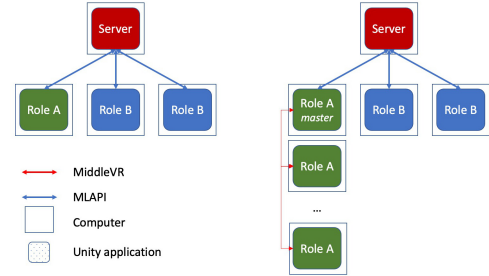 Server
Role A
Role B
Role B
MiddleVR
MLAPI
Computer
Unity application
Server
Role A
master
Role B
Role B
Role A
...
Role A